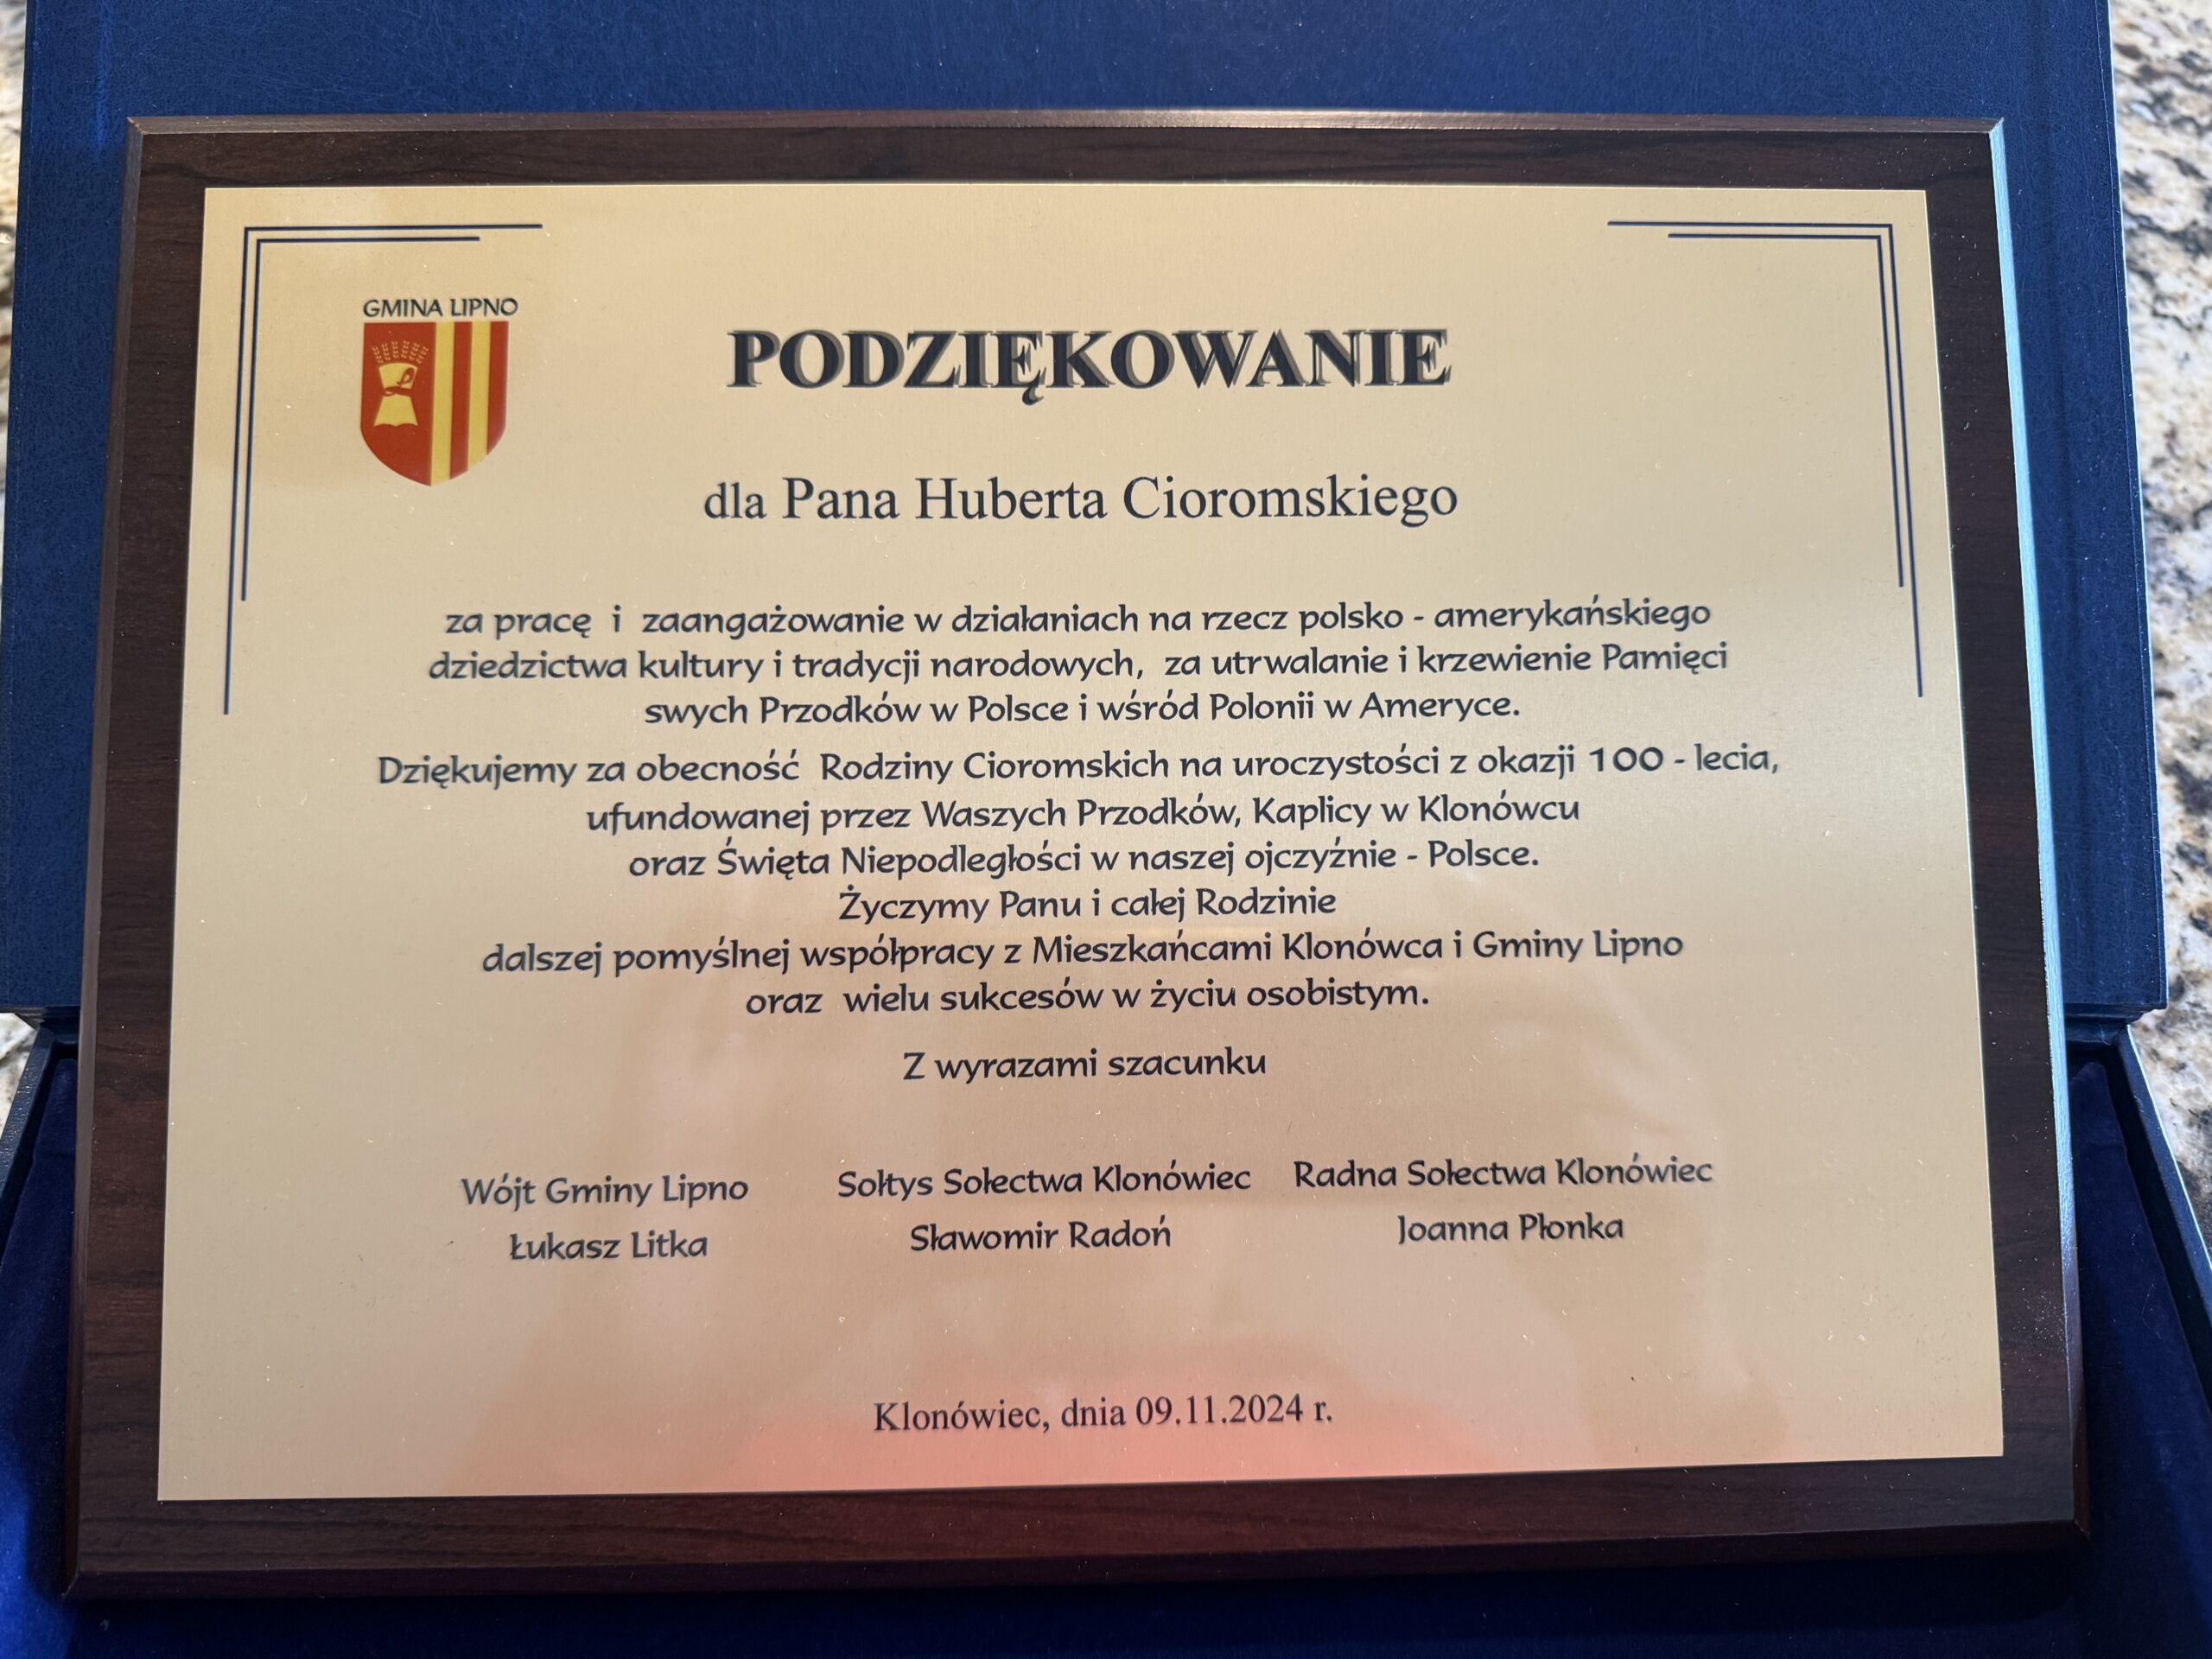 GMINA LIPNO
PODZIĘKOWANIE
dla Pana Huberta Cioromskiego
za pracę i zaangażowanie w działaniach na rzecz polsko - amerykańskiego
dziedzictwa kultury i tradycji narodowych, za utrwalanie i krzewienie Pamięci
swych Przodków w Polsce i wśród Polonii w Ameryce.
Dziękujemy za obecność Rodziny Cioromskich na uroczystości z okazji 100 - lecia,
ufundowanej przez Waszych Przodków, Kaplicy w Klonówcu
oraz Święta Niepodległości w naszej ojczyźnie - Polsce.
Życzymy Panu i całej Rodzinie
dalszej pomyślnej współpracy z Mieszkańcami Klonówca i Gminy Lipno
oraz wielu sukcesów w życiu osobistym.
Z wyrazami szacunku
Wójt Gminy Lipno Sołtys Sołectwa Klonówiec Radna Sołectwa Klonówiec
Łukasz Litka Sławomir Radoń Joanna Płonka
Klonówiec, dnia 09.11.2024 r.